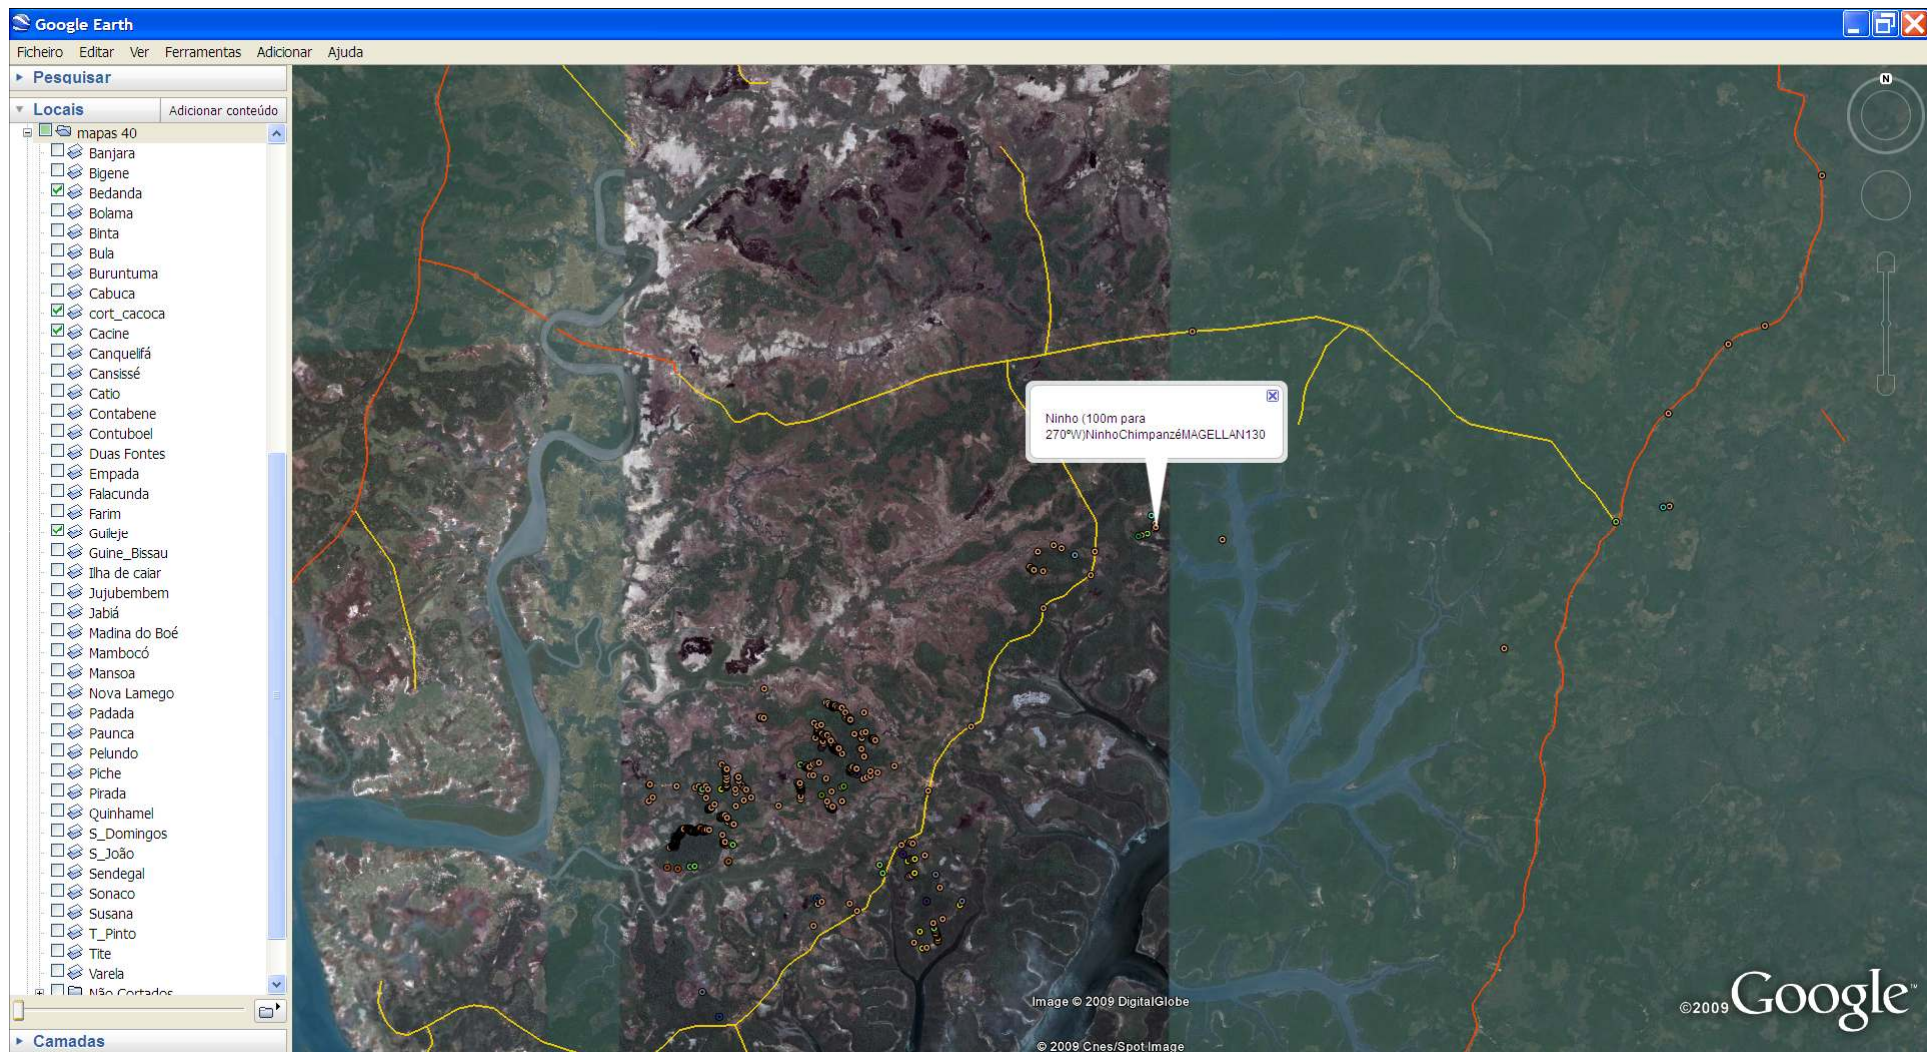 Google Earth
Ficheiro Editar Ver Ferramentas Adicionar Ajuda
Pesquisar
Locais Adicionar conteúdo
mapas 40
Banjara
Bigene
Bedanda
Bolama
Binta
Bula
Buruntuma
Cabuca
cort_cacoca
Cacine
Canquelifá
Cansissé
Catio
Contabene
Contuboel
Duas Fontes
Empada
Falacunda
Farim
Guileje
Guine_Bissau
Ilha de caiar
Jujubembem
Jabiá
Madina do Boé
Mambocó
Mansoa
Nova Lamego
Padada
Paunca
Pelundo
Piche
Pirada
Quinhamel
S_Domingos
S_João
Sendegal
Sonaco
Susana
T_Pinto
Tite
Varela
Não Cortados
Camadas
N
Ninho (100m para
270ºW)NinhoChimpanzéMAGELLAN130
Image © 2009 DigitalGlobe
© 2009 Cnes/Spot Image
©2009 Google™